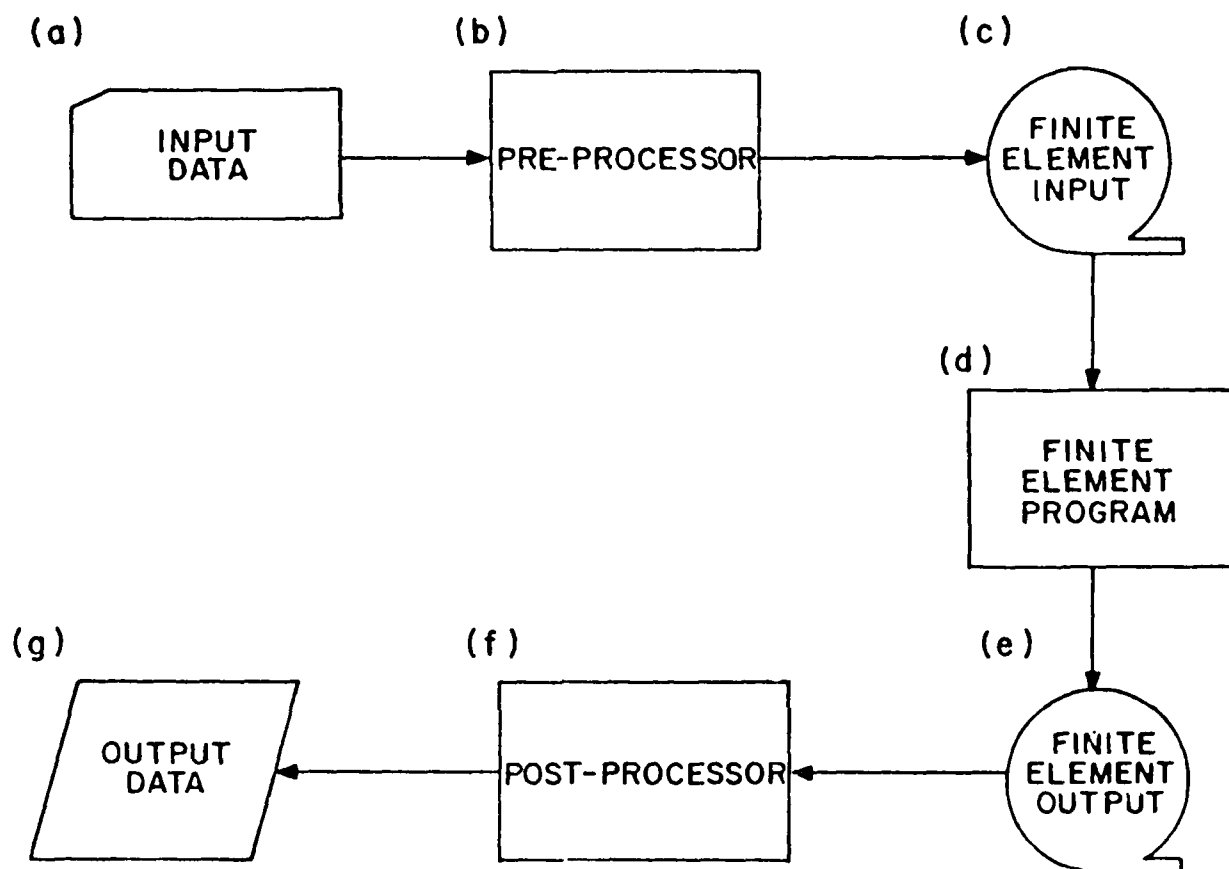 (a)
INPUT
DATA
(b)
PRE-PROCESSOR
(c)
FINITE
ELEMENT
INPUT
(d)
FINITE
ELEMENT
PROGRAM
(e)
FINITE
ELEMENT
OUTPUT
(f)
POST-PROCESSOR
(g)
OUTPUT
DATA